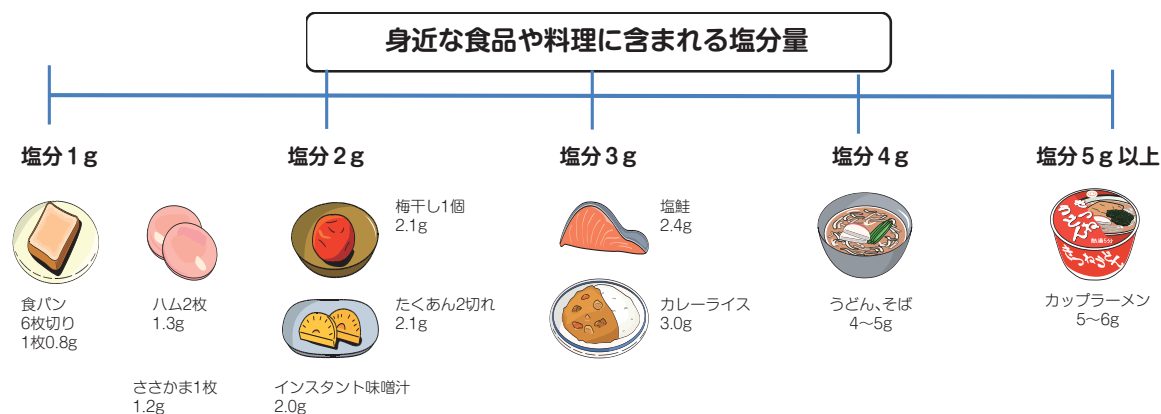 身近な食品や料理に含まれる塩分量
塩分1g
塩分2g
塩分3g
塩分4g
塩分5g以上
食パン
6枚切り
1枚0.8g
ハム2枚
1.3g
ささかま1枚
1.2g
梅干し1個
2.1g
たくあん2切れ
2.1g
インスタント味噌汁
2.0g
塩鮭
2.4g
カレーライス
3.0g
うどん、そば
4〜5g
きつねうどん
カップラーメン
5〜6g